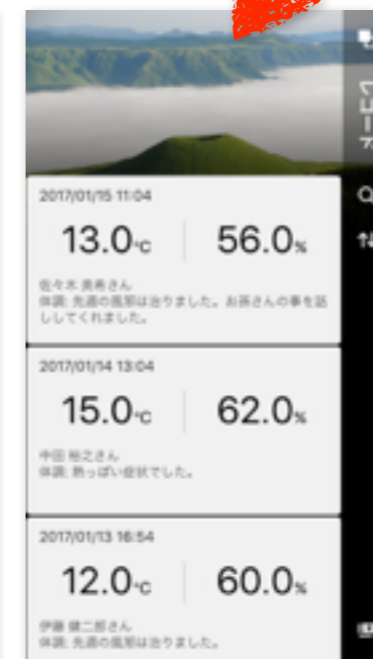 2017/01/15 11:04
13.0℃ 56.0%
佐々木 美希さん
体調: 先週の風邪は治りました。お孫さんの事を話
ししてくれました。
2017/01/14 13:04
15.0℃ 62.0%
中田 裕之さん
体調: 熱っぽい症状でした。
2017/01/13 16:54
12.0℃ 60.0%
伊藤 健二郎さん
体調: 先週の風邪は治りました。